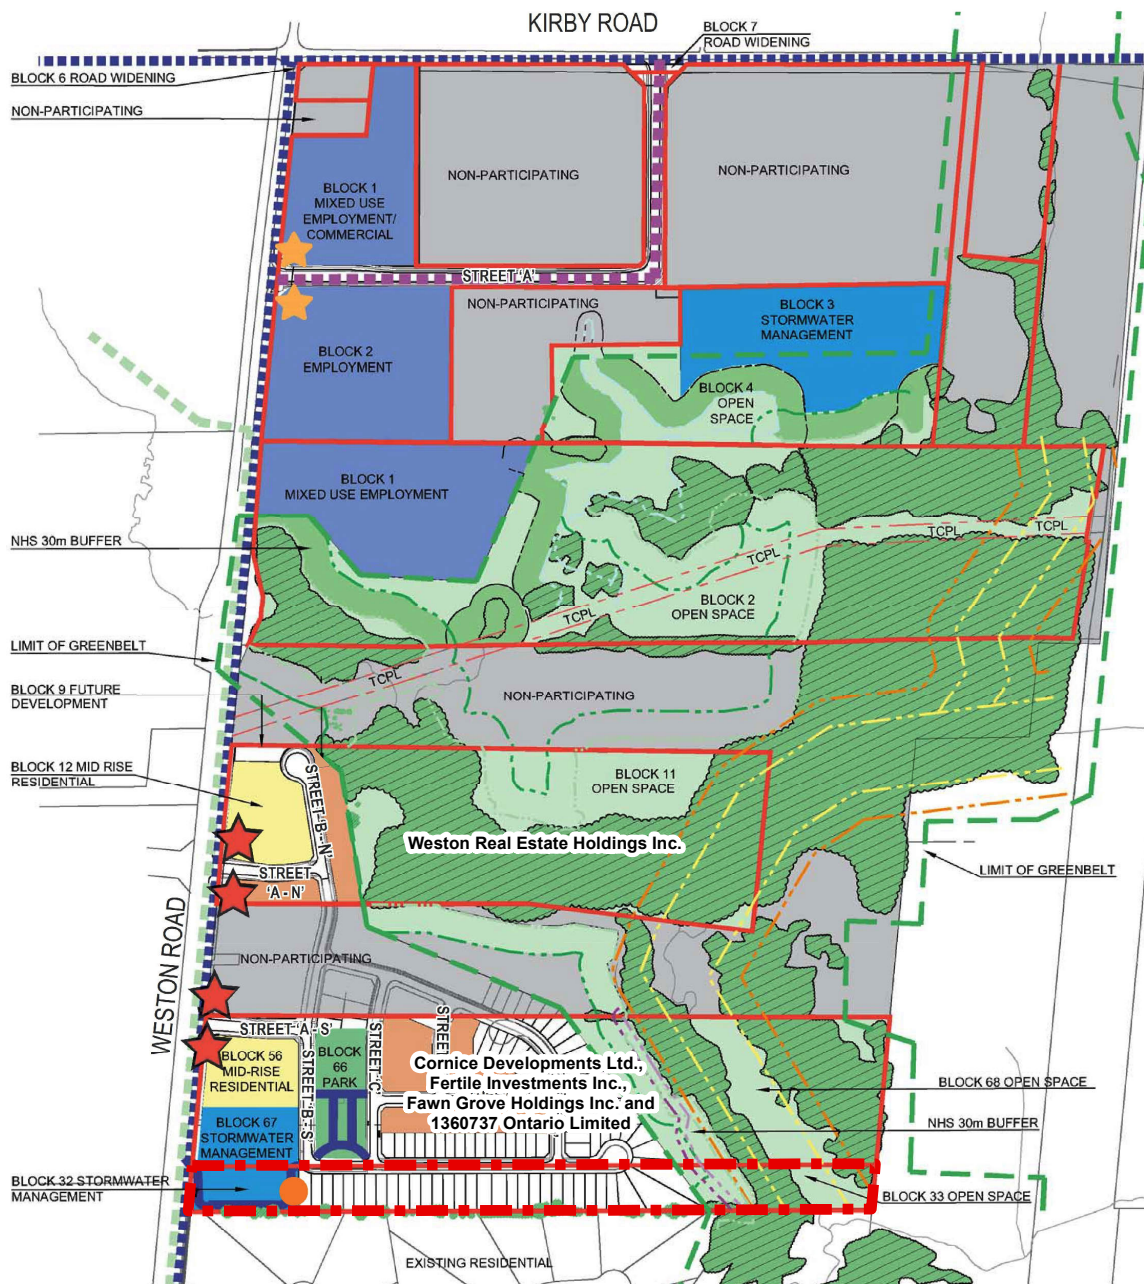 KIRBY ROAD
BLOCK 7
ROAD WIDENING
BLOCK 6 ROAD WIDENING
NON-PARTICIPATING
BLOCK 1
MIXED USE
EMPLOYMENT/
COMMERCIAL
NON-PARTICIPATING
NON-PARTICIPATING
STREET 'A'
NON-PARTICIPATING
BLOCK 3
STORMWATER
MANAGEMENT
BLOCK 2
EMPLOYMENT
BLOCK 4
OPEN
SPACE
BLOCK 1
MIXED USE EMPLOYMENT
NHS 30m BUFFER
TCPL
TCPL
TCPL
TCPL
BLOCK 2
OPEN SPACE
LIMIT OF GREENBELT
TCPL
NON-PARTICIPATING
BLOCK 9 FUTURE
DEVELOPMENT
BLOCK 12 MID RISE
RESIDENTIAL
STREET 'B - N'
BLOCK 11
OPEN SPACE
Weston Real Estate Holdings Inc.
STREET
'A - N'
LIMIT OF GREENBELT
WESTON ROAD
NON-PARTICIPATING
STREET 'A - S'
BLOCK 56
MID-RISE
RESIDENTIAL
STREET 'B - S'
BLOCK
66
PARK
STREET 'C'
STREET
Cornice Developments Ltd.,
Fertile Investments Inc.,
Fawn Grove Holdings Inc. and
1360737 Ontario Limited
BLOCK 68 OPEN SPACE
BLOCK 67
STORMWATER
MANAGEMENT
NHS 30m BUFFER
BLOCK 32 STORMWATER
MANAGEMENT
BLOCK 33 OPEN SPACE
EXISTING RESIDENTIAL